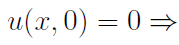 u(x, 0) = 0 ⇒